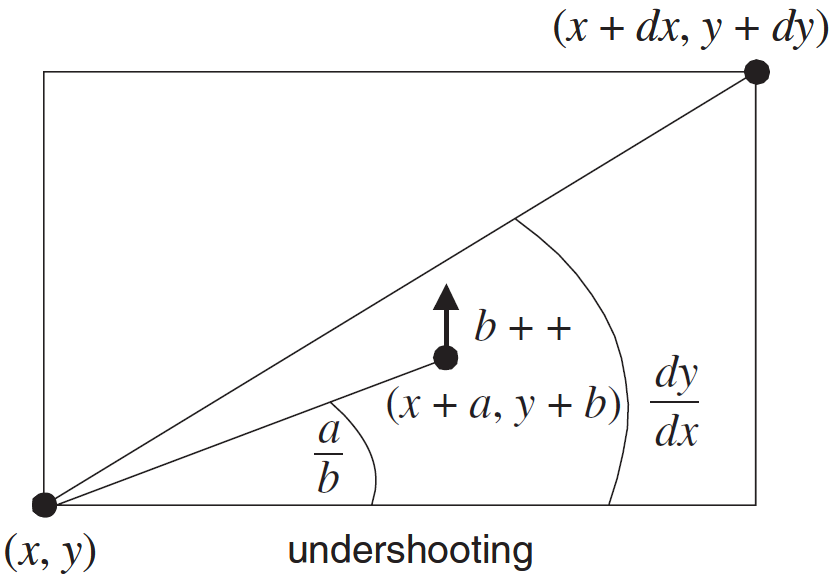 (x + dx, y + dy)
b + +
(x + a, y + b)
dy
dx
a
b
(x, y)
undershooting